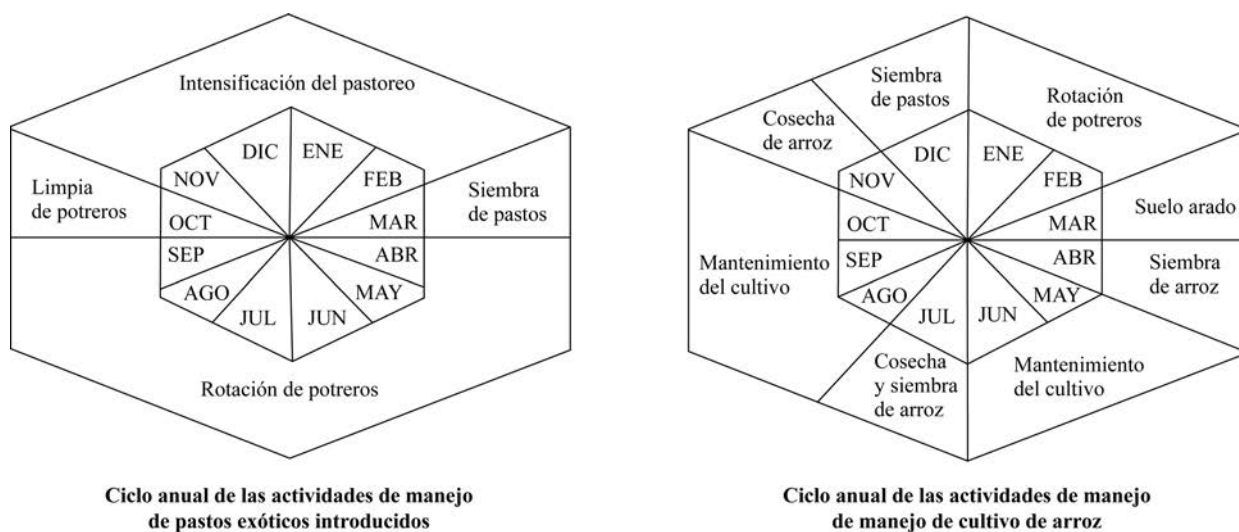 Intensificación del pastoreo
Limpia
de potreros
Siembra
de pastos
DIC
ENE
NOV
FEB
OCT
MAR
SEP
ABR
AGO
MAY
JUL
JUN
Rotación de potreros
Ciclo anual de las actividades de manejo
de pastos exóticos introducidos
Siembra
de pastos
Rotación
de potreros
Cosecha
de arroz
DIC
ENE
NOV
FEB
OCT
MAR
Suelo arado
Mantenimiento
del cultivo
SEP
ABR
Siembra
de arroz
AGO
MAY
JUL
JUN
Cosecha
y siembra
de arroz
Mantenimiento
del cultivo
Ciclo anual de las actividades de manejo
de manejo de cultivo de arroz